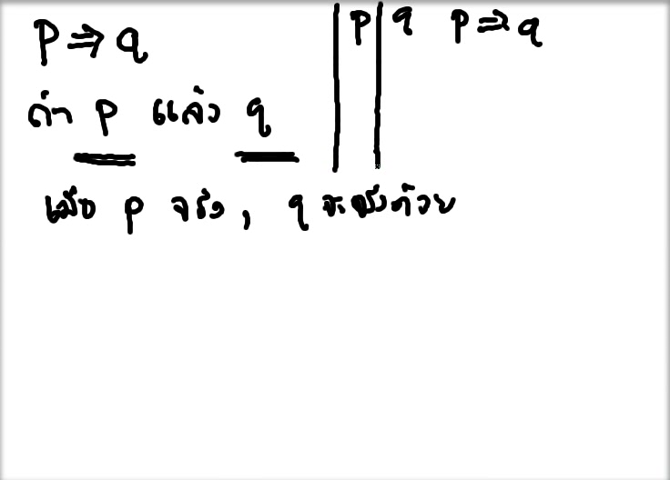 p ⇒ q
ถ้า p แล้ว q
เมื่อ p จริง, q จะจริงด้วย
p q p ⇒ q